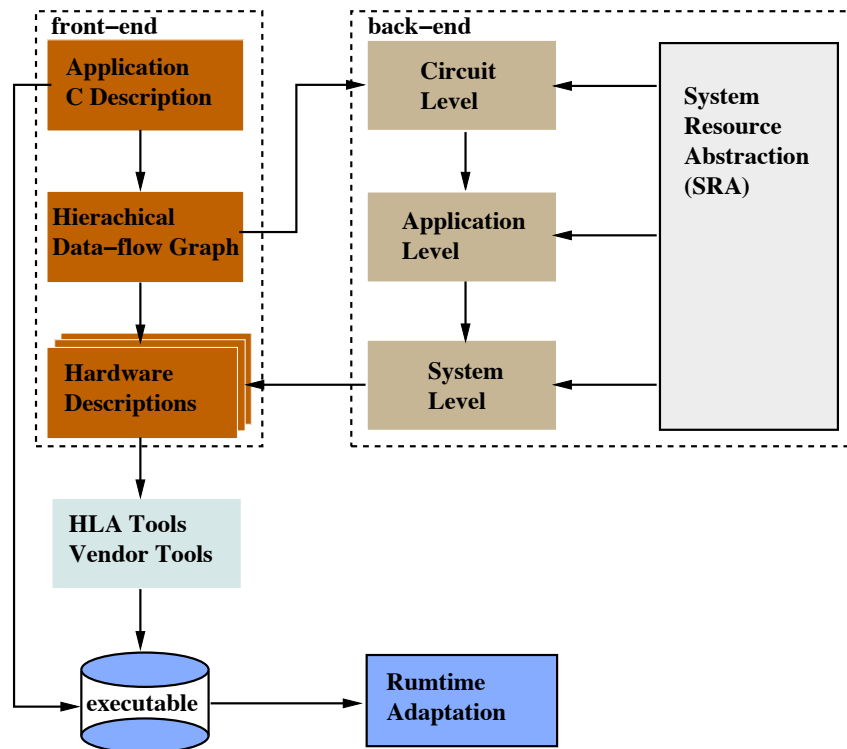 front–end
Application
C Description
Hierachical
Data–flow Graph
Hardware
Descriptions
HLA Tools
Vendor Tools
executable
back–end
Circuit
Level
Application
Level
System
Level
System
Resource
Abstraction
(SRA)
Rumtime
Adaptation